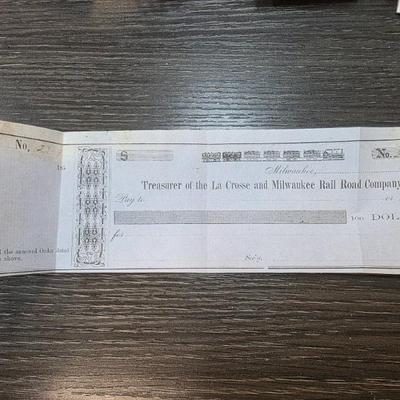 No.
185
d the annexed Order dated
above.
$
No.
Milwaukee,
Treasurer of the La Crosse and Milwaukee Rail Road Company
Pay to or
100 DOL
for
Sec'y.